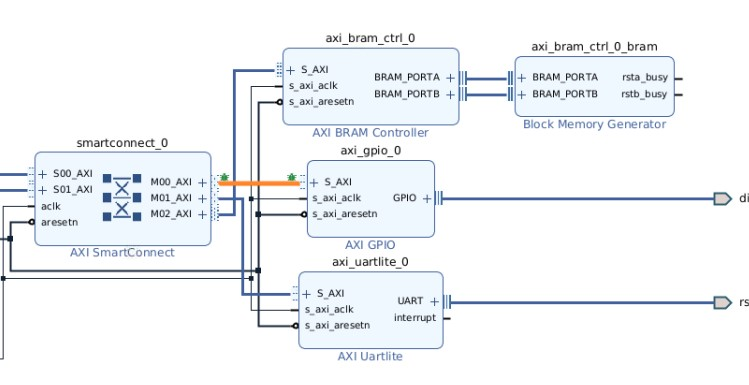 axi_bram_ctrl_0
S_AXI
s_axi_aclk
s_axi_aresetn
BRAM_PORTA
BRAM_PORTB
AXI BRAM Controller
axi_bram_ctrl_0_bram
BRAM_PORTA
BRAM_PORTB
rsta_busy
rstb_busy
Block Memory Generator
smartconnect_0
S00_AXI
S01_AXI
aclk
aresetn
M00_AXI
M01_AXI
M02_AXI
AXI SmartConnect
axi_gpio_0
S_AXI
s_axi_aclk
s_axi_aresetn
GPIO
AXI GPIO
di
axi_uartlite_0
S_AXI
s_axi_aclk
s_axi_aresetn
UART
interrupt
AXI Uartlite
rs